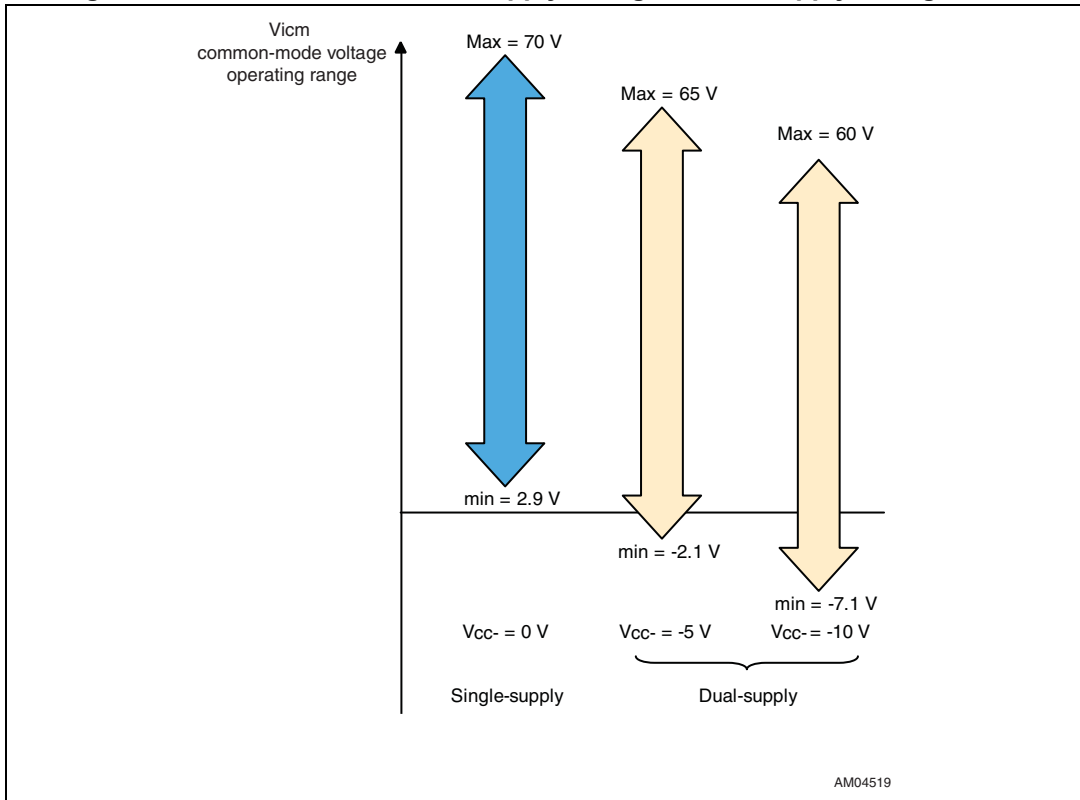 Vicm
common-mode voltage
operating range
Max = 70 V
Max = 65 V
Max = 60 V
min = 2.9 V
min = -2.1 V
min = -7.1 V
Vcc- = 0 V
Vcc- = -5 V
Vcc- = -10 V
Single-supply
Dual-supply
AM04519